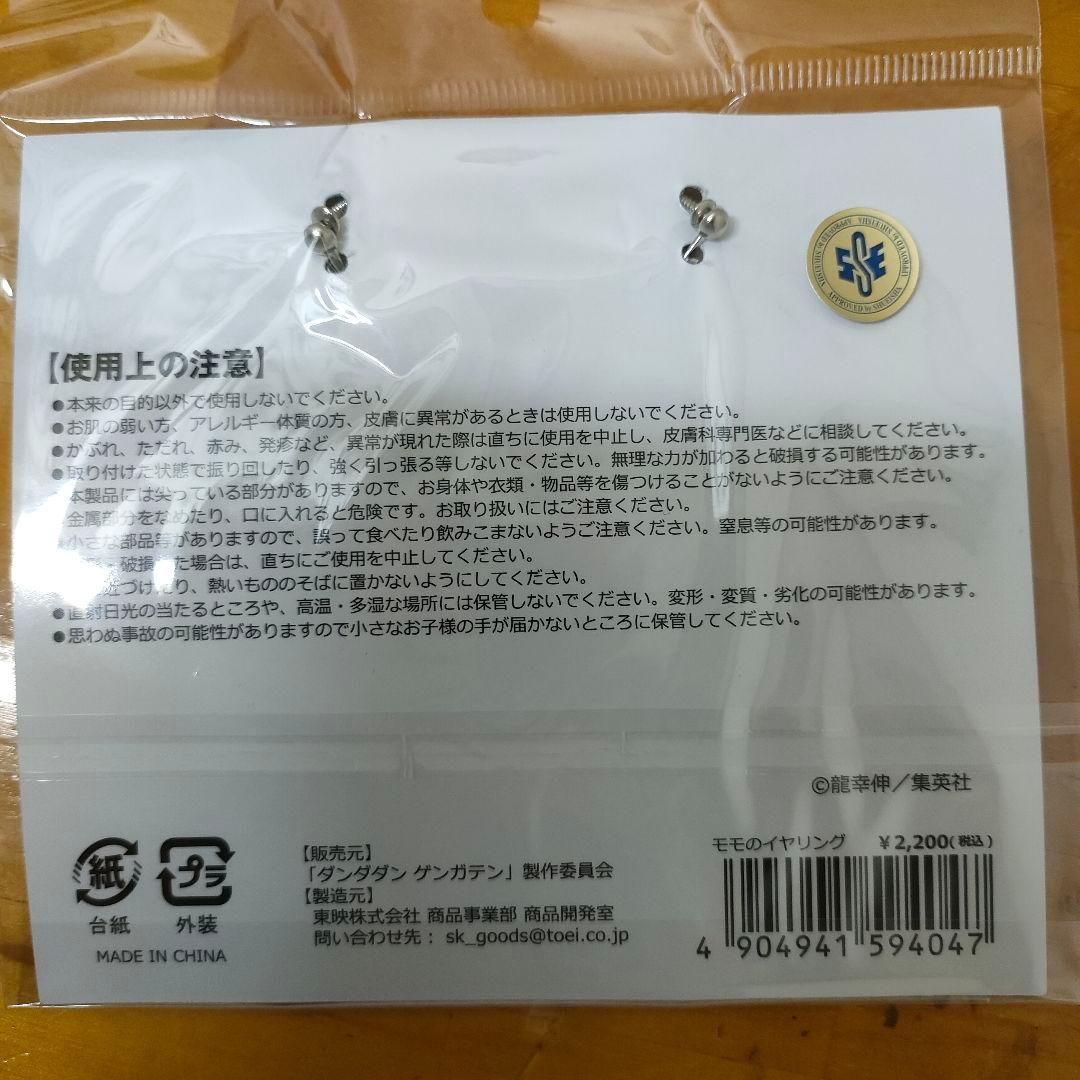 APPROVED by SHUEISHA APPROVED by SHUEISHA
SSE
【使用上の注意】
●本来の目的以外で使用しないでください。
●お肌の弱い方、アレルギー体質の方、皮膚に異常があるときは使用しないでください。
●かぶれ、ただれ、赤み、発疹など、異常が現れた際は直ちに使用を中止し、皮膚科専門医などに相談してください。
●取り付けた状態で振り回したり、強く引っ張る等しないでください。無理な力が加わると破損する可能性があります。
本製品には尖っている部分がありますので、お身体や衣類・物品等を傷つけることがないようにご注意ください。
金属部分をなめたり、口に入れると危険です。お取り扱いにはご注意ください。
小さな部品等がありますので、誤って食べたり飲みこまないようご注意ください。窒息等の可能性があります。
・破損した場合は、直ちにご使用を中止してください。
近づけたり、熱いもののそばに置かないようにしてください。
●直射日光の当たるところや、高温・多湿な場所には保管しないでください。変形・変質・劣化の可能性があります。
●思わぬ事故の可能性がありますので小さなお子様の手が届かないところに保管してください。
©龍幸伸／集英社
紙
台紙
プラ
外装
MADE IN CHINA
【販売元】
「ダンダダン ゲンガテン」製作委員会
【製造元】
東映株式会社 商品事業部 商品開発室
問い合わせ先： sk_goods@toei.co.jp
モモのイヤリング ¥2,200(税込)
4 904941 594047